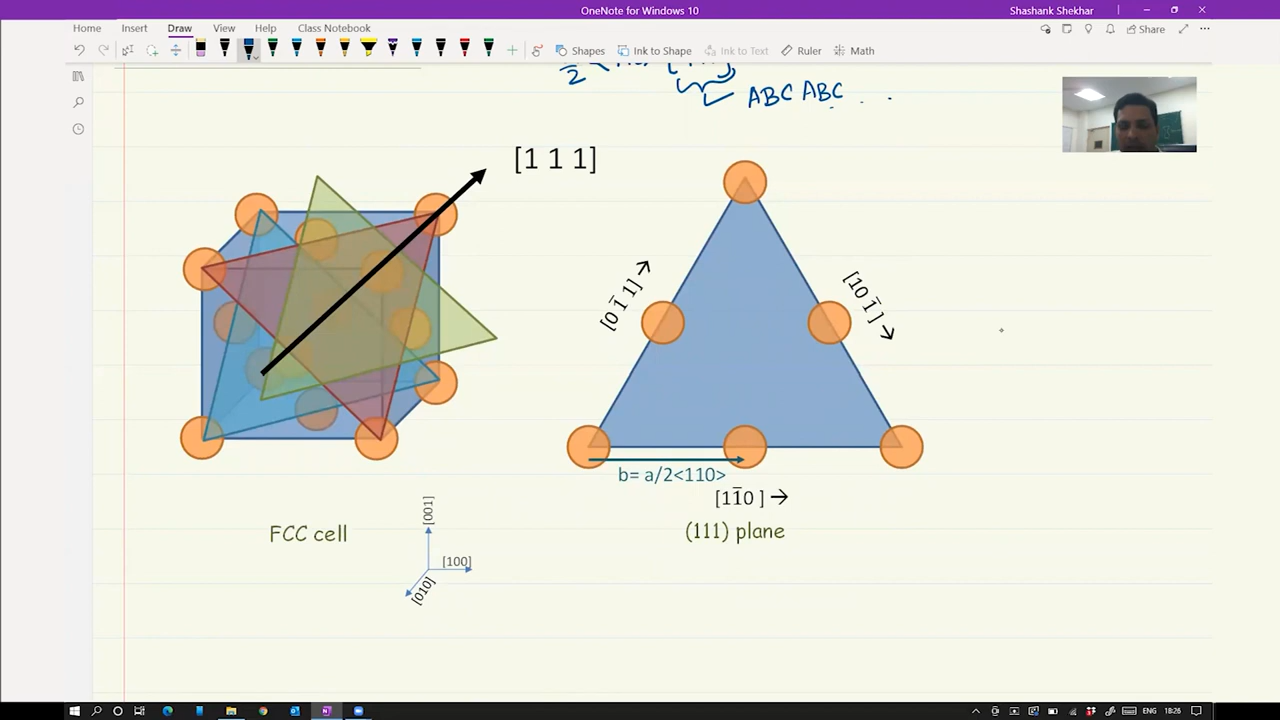 OneNote for Windows 10
Shashank Shekhar
Home Insert Draw View Help Class Notebook
Share
Shapes Ink to Shape Ink to Text Ruler Math
ABC ABC . . .
[1 1 1]
[0 1̅ 1] →
[1 0 1̅ ] →
b= a/2<110>
[11̅0 ] →
(111) plane
FCC cell
[001]
[100]
[010]
ENG 18:26